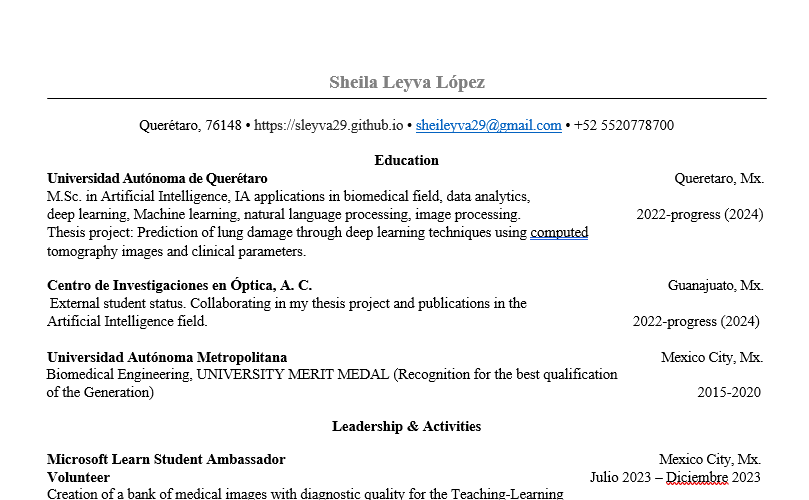 Sheila Leyva López
Querétaro, 76148 • https://sleyva29.github.io • sheileyva29@gmail.com • +52 5520778700
Education
Universidad Autónoma de Querétaro Queretaro, Mx.
M.Sc. in Artificial Intelligence, IA applications in biomedical field, data analytics,
deep learning, Machine learning, natural language processing, image processing. 2022-progress (2024)
Thesis project: Prediction of lung damage through deep learning techniques using computed
tomography images and clinical parameters.
Centro de Investigaciones en Óptica, A. C. Guanajuato, Mx.
External student status. Collaborating in my thesis project and publications in the
Artificial Intelligence field. 2022-progress (2024)
Universidad Autónoma Metropolitana Mexico City, Mx.
Biomedical Engineering, UNIVERSITY MERIT MEDAL (Recognition for the best qualification
of the Generation) 2015-2020
Leadership & Activities
Microsoft Learn Student Ambassador Mexico City, Mx.
Volunteer Julio 2023 – Diciembre 2023
Creation of a bank of medical images with diagnostic quality for the Teaching-Learning